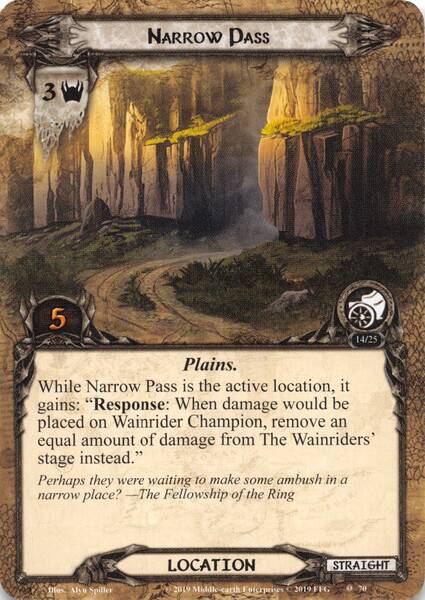 Narrow Pass
3
5
14/25
Plains.
While Narrow Pass is the active location, it
gains: “Response: When damage would be
placed on Wainrider Champion, remove an
equal amount of damage from The Wainriders’
stage instead.”
Perhaps they were waiting to make some ambush in a
narrow place? —The Fellowship of the Ring
LOCATION
STRAIGHT
Illus. Alyn Spiller
© 2019 Middle-earth Enterprises © 2019 FFG
70